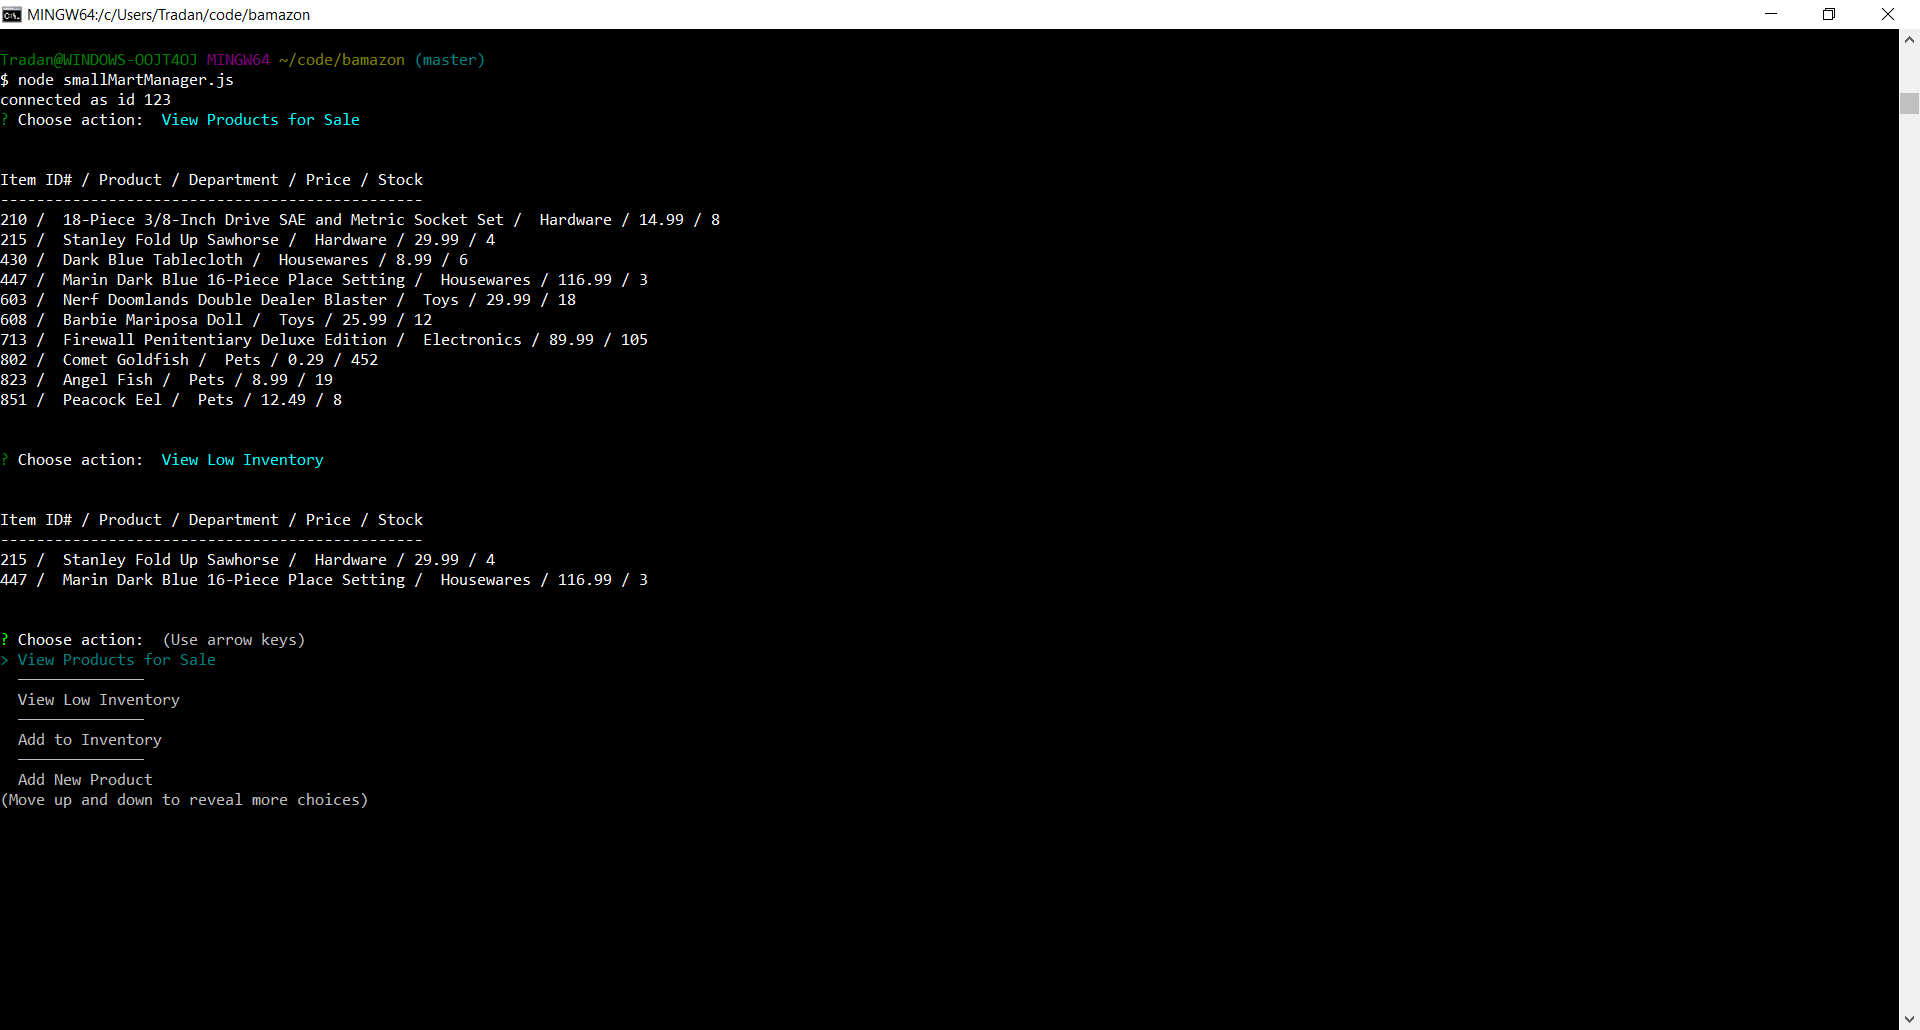 MINGW64:/c/Users/Tradan/code/bamazon
Tradan@WINDOWS-OOJT4OJ MINGW64 ~/code/bamazon (master)
$ node smallMartManager.js
connected as id 123
? Choose action:  View Products for Sale
Item ID# / Product / Department / Price / Stock
-----------------------------------------------
210 /  18-Piece 3/8-Inch Drive SAE and Metric Socket Set /  Hardware / 14.99 / 8
215 /  Stanley Fold Up Sawhorse /  Hardware / 29.99 / 4
430 /  Dark Blue Tablecloth /  Housewares / 8.99 / 6
447 /  Marin Dark Blue 16-Piece Place Setting /  Housewares / 116.99 / 3
603 /  Nerf Doomlands Double Dealer Blaster /  Toys / 29.99 / 18
608 /  Barbie Mariposa Doll /  Toys / 25.99 / 12
713 /  Firewall Penitentiary Deluxe Edition /  Electronics / 89.99 / 105
802 /  Comet Goldfish /  Pets / 0.29 / 452
823 /  Angel Fish /  Pets / 8.99 / 19
851 /  Peacock Eel /  Pets / 12.49 / 8
? Choose action:  View Low Inventory
Item ID# / Product / Department / Price / Stock
-----------------------------------------------
215 /  Stanley Fold Up Sawhorse /  Hardware / 29.99 / 4
447 /  Marin Dark Blue 16-Piece Place Setting /  Housewares / 116.99 / 3
? Choose action:  (Use arrow keys)
> View Products for Sale
  ──────────────
  View Low Inventory
  ──────────────
  Add to Inventory
  ──────────────
  Add New Product
(Move up and down to reveal more choices)